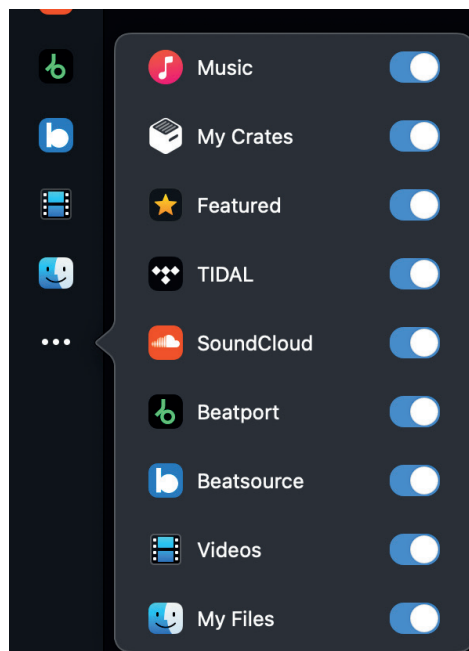 Music
My Crates
Featured
TIDAL
SoundCloud
Beatport
Beatsource
Videos
My Files